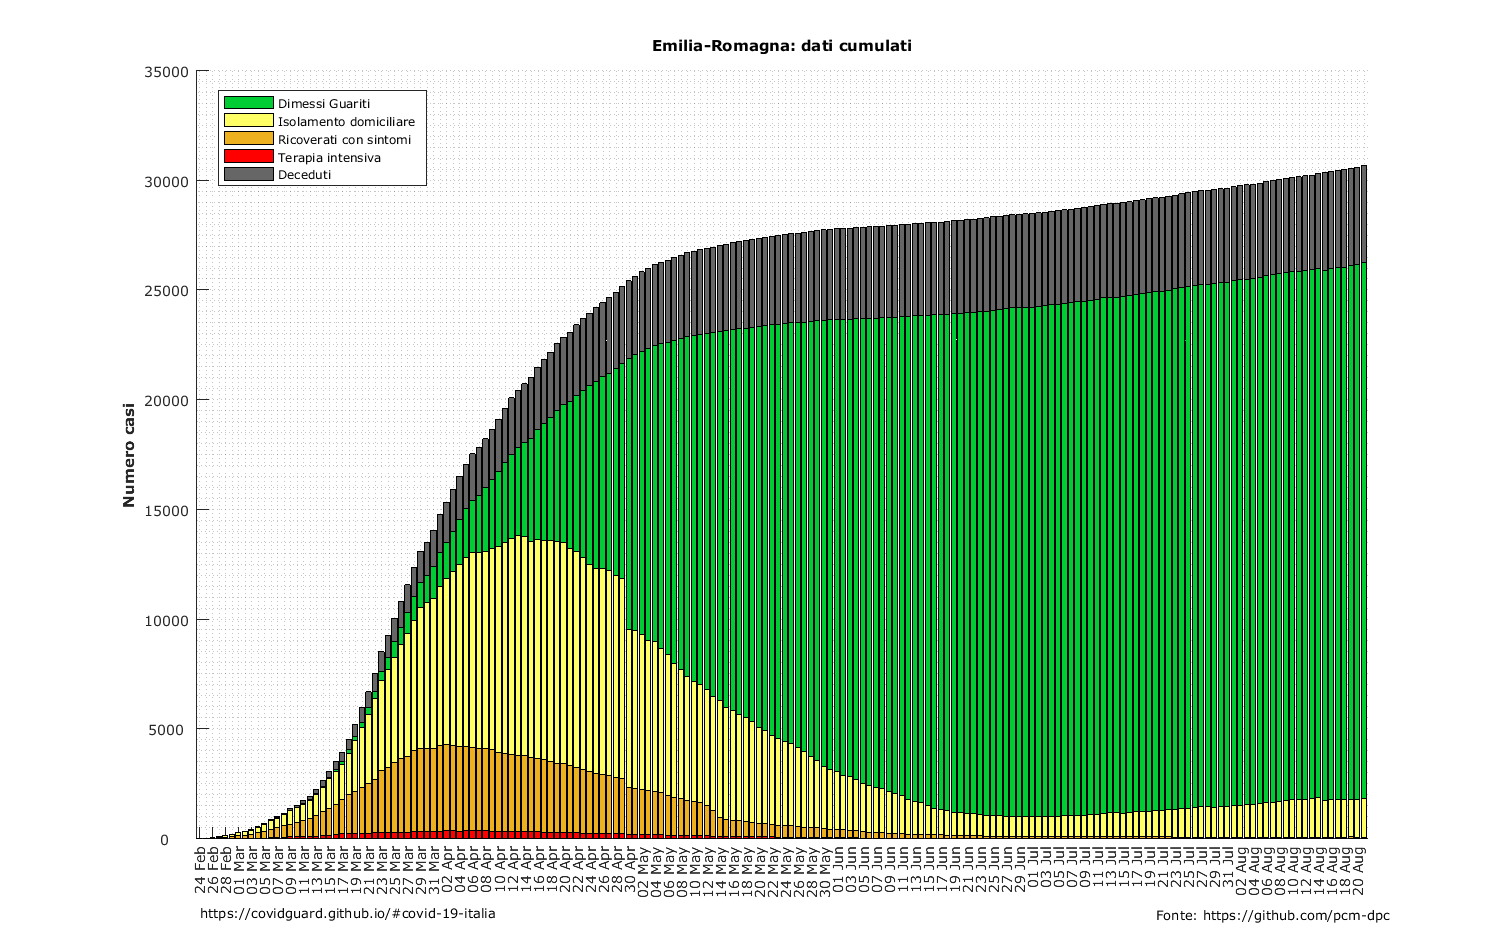 Emilia-Romagna: dati cumulati
35000
30000
25000
20000
15000
10000
5000
0
Numero casi
Dimessi Guariti
Isolamento domiciliare
Ricoverati con sintomi
Terapia intensiva
Deceduti
24 Feb
26 Feb
28 Feb
01 Mar
03 Mar
05 Mar
07 Mar
09 Mar
11 Mar
13 Mar
15 Mar
17 Mar
19 Mar
21 Mar
23 Mar
25 Mar
27 Mar
29 Mar
31 Mar
02 Apr
04 Apr
06 Apr
08 Apr
10 Apr
12 Apr
14 Apr
16 Apr
18 Apr
20 Apr
22 Apr
24 Apr
26 Apr
28 Apr
30 Apr
02 May
04 May
06 May
08 May
10 May
12 May
14 May
16 May
18 May
20 May
22 May
24 May
26 May
28 May
30 May
01 Jun
03 Jun
05 Jun
07 Jun
09 Jun
11 Jun
13 Jun
15 Jun
17 Jun
19 Jun
21 Jun
23 Jun
25 Jun
27 Jun
29 Jun
01 Jul
03 Jul
05 Jul
07 Jul
09 Jul
11 Jul
13 Jul
15 Jul
17 Jul
19 Jul
21 Jul
23 Jul
25 Jul
27 Jul
29 Jul
31 Jul
02 Aug
04 Aug
06 Aug
08 Aug
10 Aug
12 Aug
14 Aug
16 Aug
18 Aug
20 Aug
https://covidguard.github.io/#covid-19-italia
Fonte: https://github.com/pcm-dpc